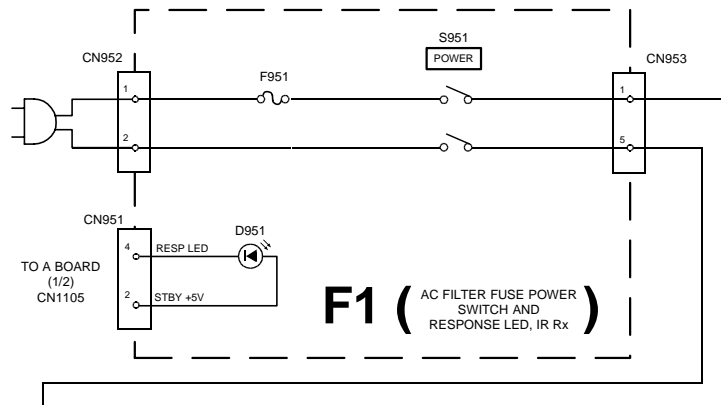 S951
POWER
CN952
CN953
F951
1
1
2
5
CN951
D951
4
RESP LED
TO A BOARD
(1/2)
CN1105
2
STBY +5V
F1 ( AC FILTER FUSE POWER
SWITCH AND
RESPONSE LED, IR Rx )